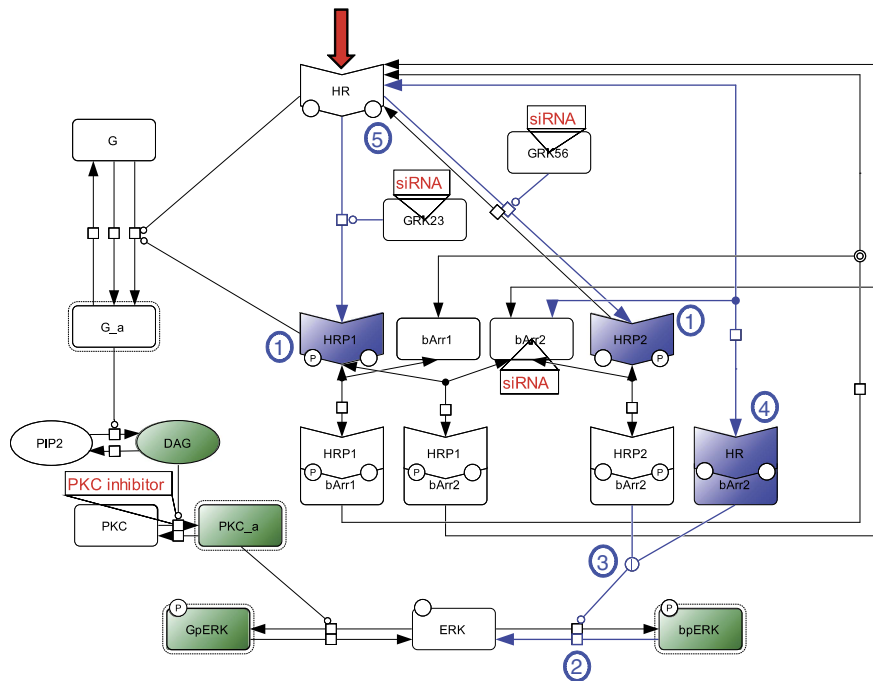 HR
siRNA
5
G
GRK56
siRNA
GRK23
G_a
HRP1
bArr1
bArr2
HRP2
1
1
P
P
siRNA
4
PIP2
DAG
HRP1
HRP1
HRP2
HR
P
P
P
bArr1
bArr2
bArr2
bArr2
PKC inhibitor
PKC
PKC_a
3
P
P
GpERK
ERK
bpERK
2